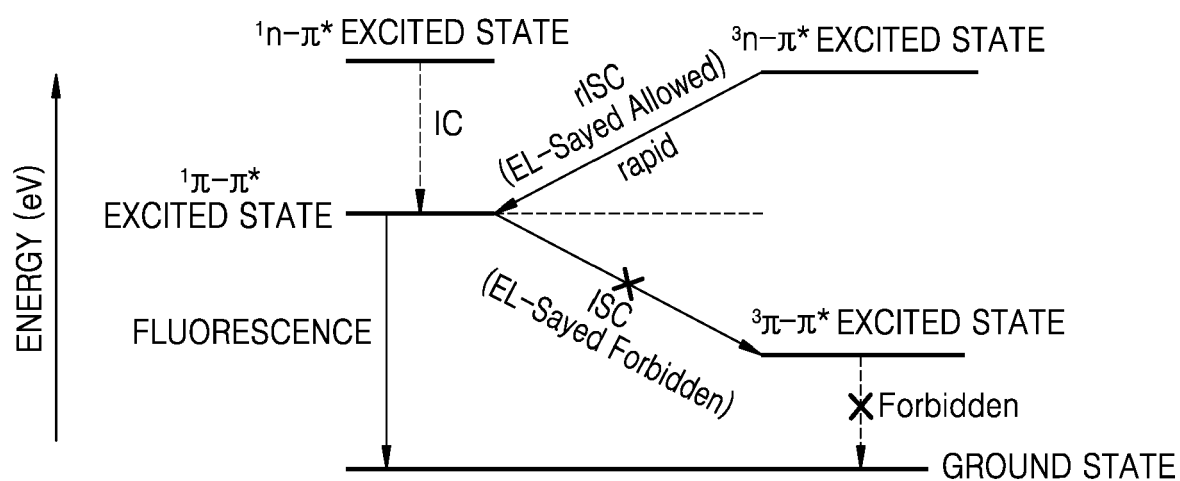 ¹n–π* EXCITED STATE
³n–π* EXCITED STATE
rISC
(EL–Sayed Allowed)
rapid
IC
ENERGY (eV)
¹π–π*
EXCITED STATE
ISC
(EL–Sayed Forbidden)
FLUORESCENCE
³π–π* EXCITED STATE
Forbidden
GROUND STATE